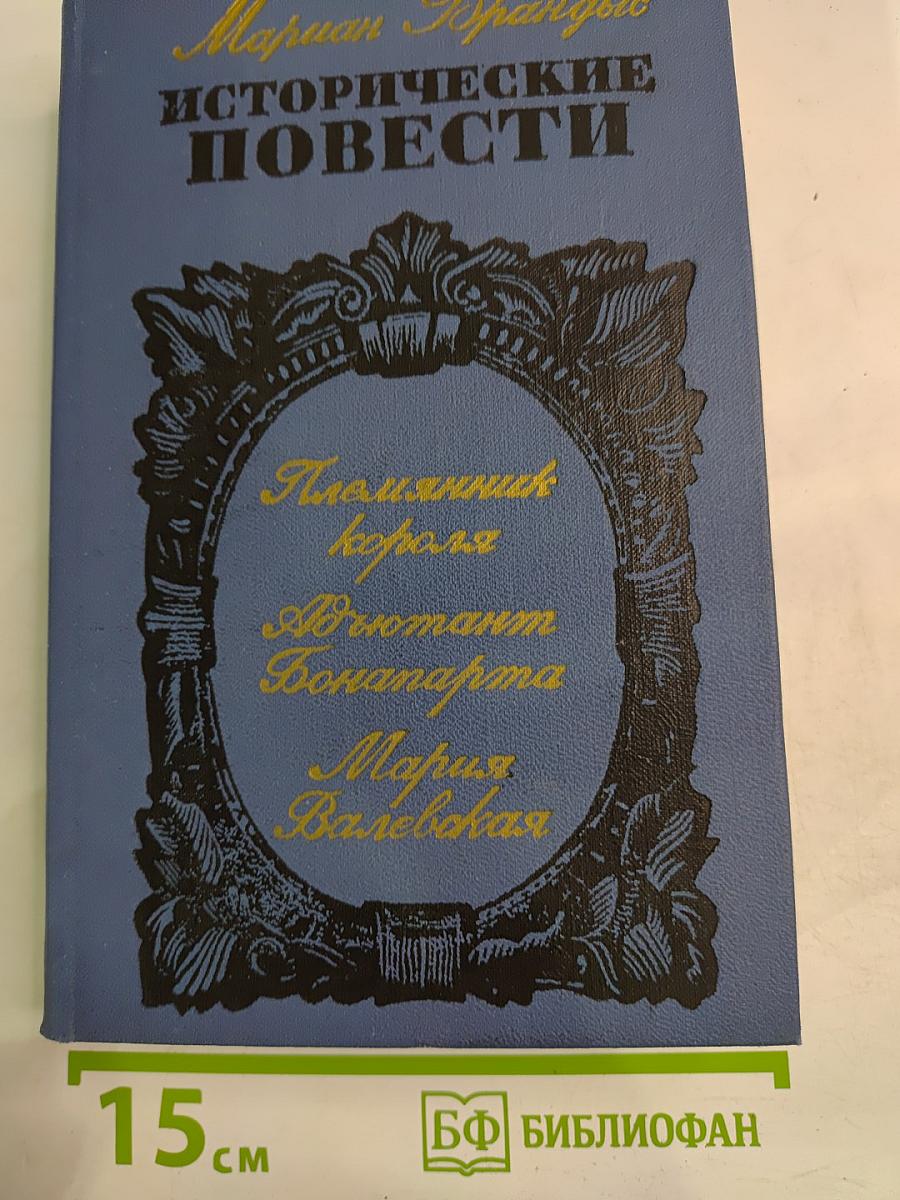 Мариан Брандыс
ИСТОРИЧЕСКИЕ
ПОВЕСТИ
Племянник
короля
Адъютант
Бонапарта
Мария
Валевская
15 см
БФ БИБЛИОФАН